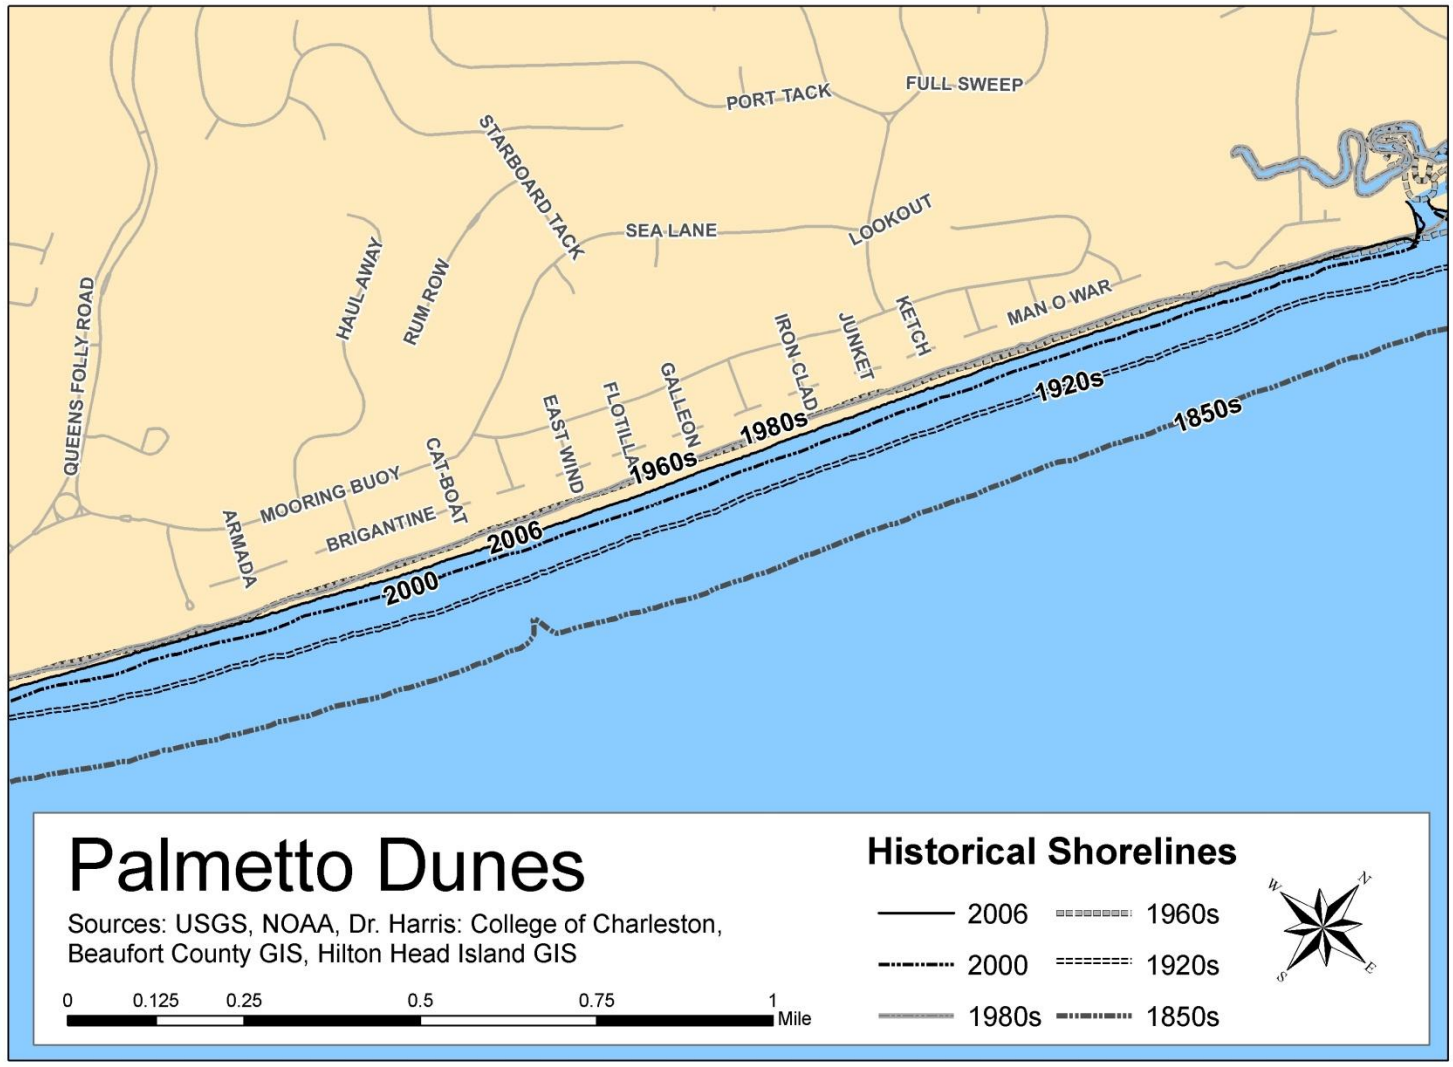 FULL SWEEP
PORT TACK
STARBOARD TACK
LOOKOUT
SEA LANE
HAUL AWAY
RUM ROW
QUEENS FOLLY ROAD
MAN O WAR
KETCH
JUNKET
IRON CLAD
GALLEON
FLOTILLA
EAST WIND
CAT BOAT
MOORING BUOY
BRIGANTINE
ARMADA
1920s
1850s
1980s
1960s
2006
2000
Palmetto Dunes
Sources: USGS, NOAA, Dr. Harris: College of Charleston,
Beaufort County GIS, Hilton Head Island GIS
0 0.125 0.25 0.5 0.75 1
Mile
Historical Shorelines
2006 1960s
2000 1920s
1980s 1850s
W N
S E